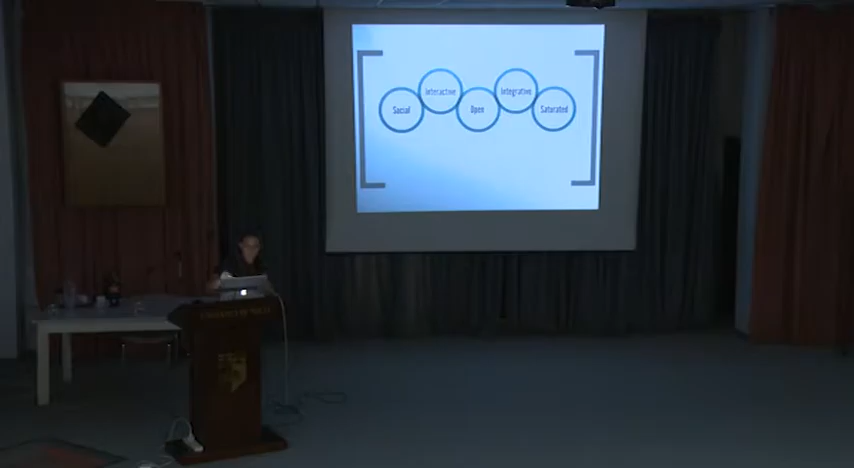 Social
Interactive
Open
Integrative
Saturated